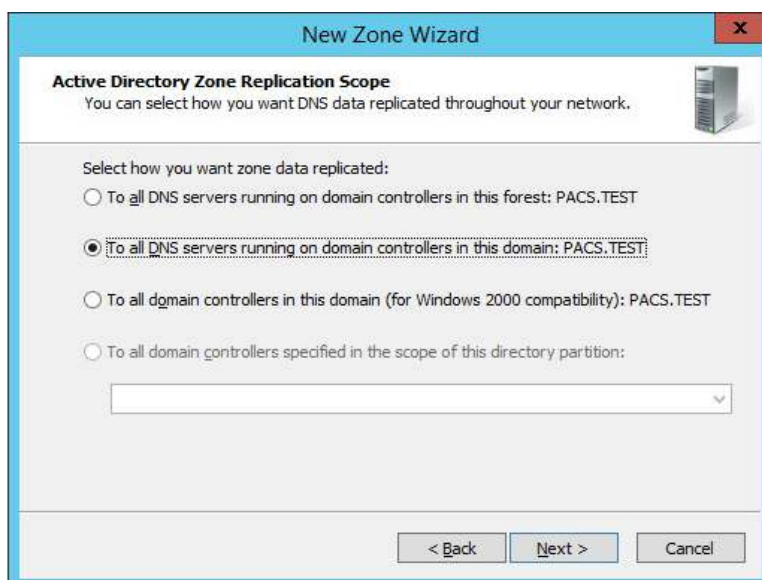 New Zone Wizard
x
Active Directory Zone Replication Scope
You can select how you want DNS data replicated throughout your network.
Select how you want zone data replicated:
To all DNS servers running on domain controllers in this forest: PACS.TEST
To all DNS servers running on domain controllers in this domain: PACS.TEST
To all domain controllers in this domain (for Windows 2000 compatibility): PACS.TEST
To all domain controllers specified in the scope of this directory partition:
< Back Next > Cancel